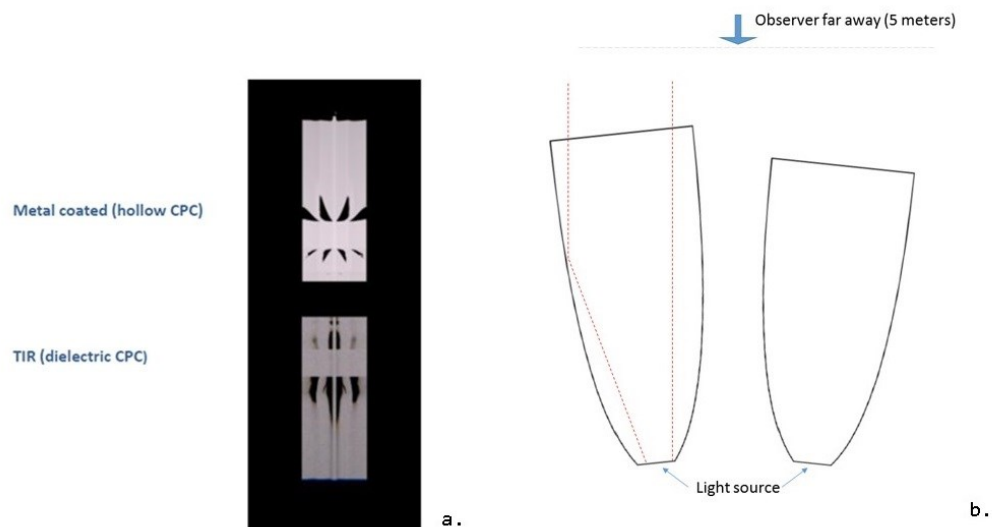 Observer far away (5 meters)
Metal coated (hollow CPC)
TIR (dielectric CPC)
Light source
a.
b.